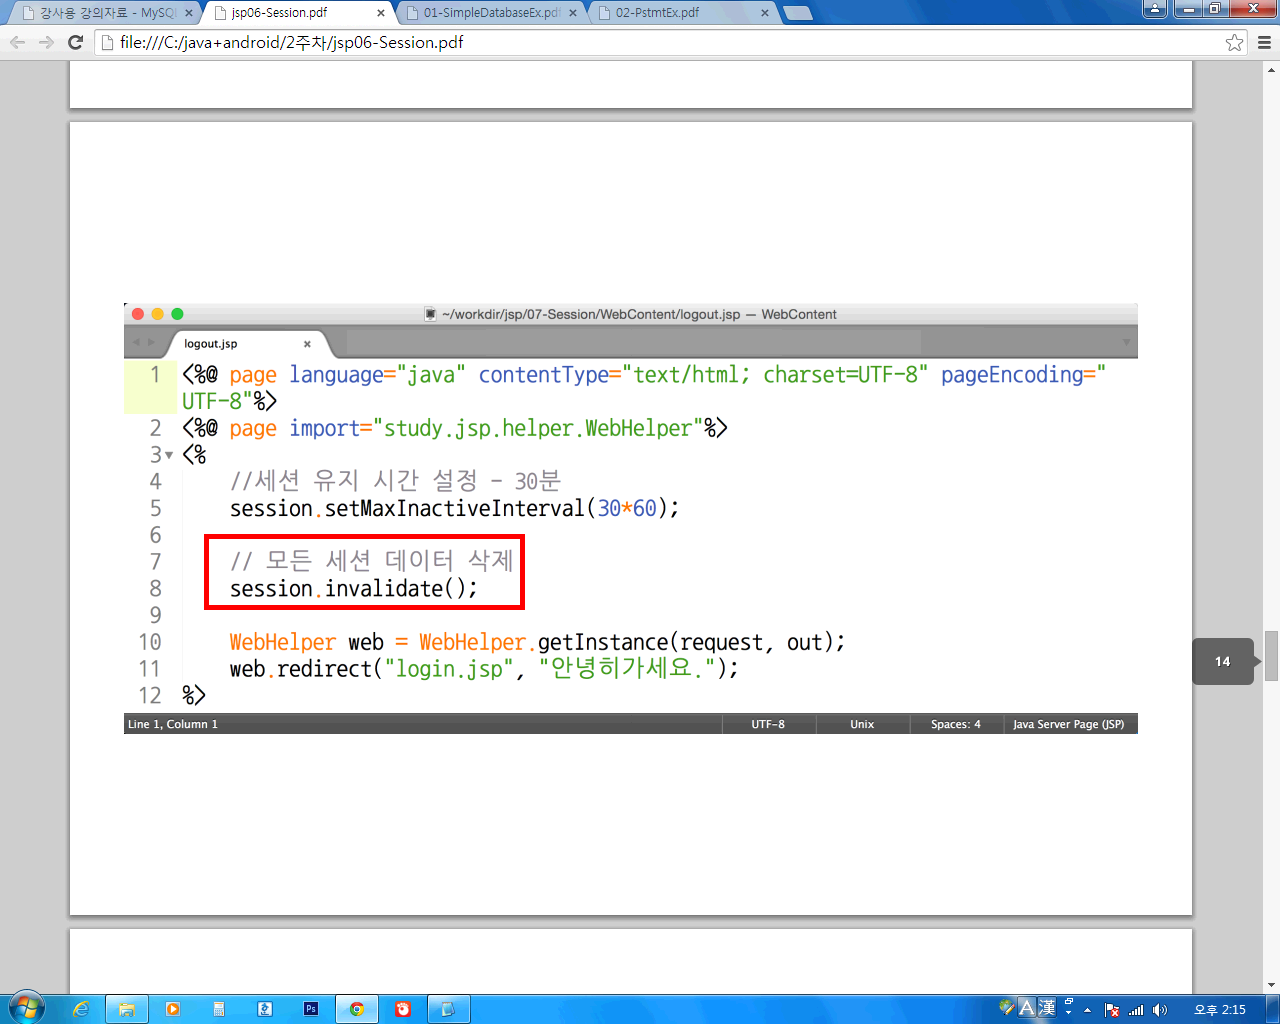 강사용 강의자료 - MySQL
jsp06-Session.pdf
01-SimpleDatabaseEx.pdf
02-PstmtEx.pdf
file:///C:/java+android/2주차/jsp06-Session.pdf
~/workdir/jsp/07-Session/WebContent/logout.jsp — WebContent
logout.jsp
1 <%@ page language="java" contentType="text/html; charset=UTF-8" pageEncoding="
UTF-8"%>
2 <%@ page import="study.jsp.helper.WebHelper"%>
3 <%
4 //세션 유지 시간 설정 - 30분
5 session.setMaxInactiveInterval(30*60);
6
7 // 모든 세션 데이터 삭제
8 session.invalidate();
9
10 WebHelper web = WebHelper.getInstance(request, out);
11 web.redirect("login.jsp", "안녕히가세요.");
12 %>
14
Line 1, Column 1
UTF-8
Unix
Spaces: 4
Java Server Page (JSP)
Ps
A 漢
오후 2:15